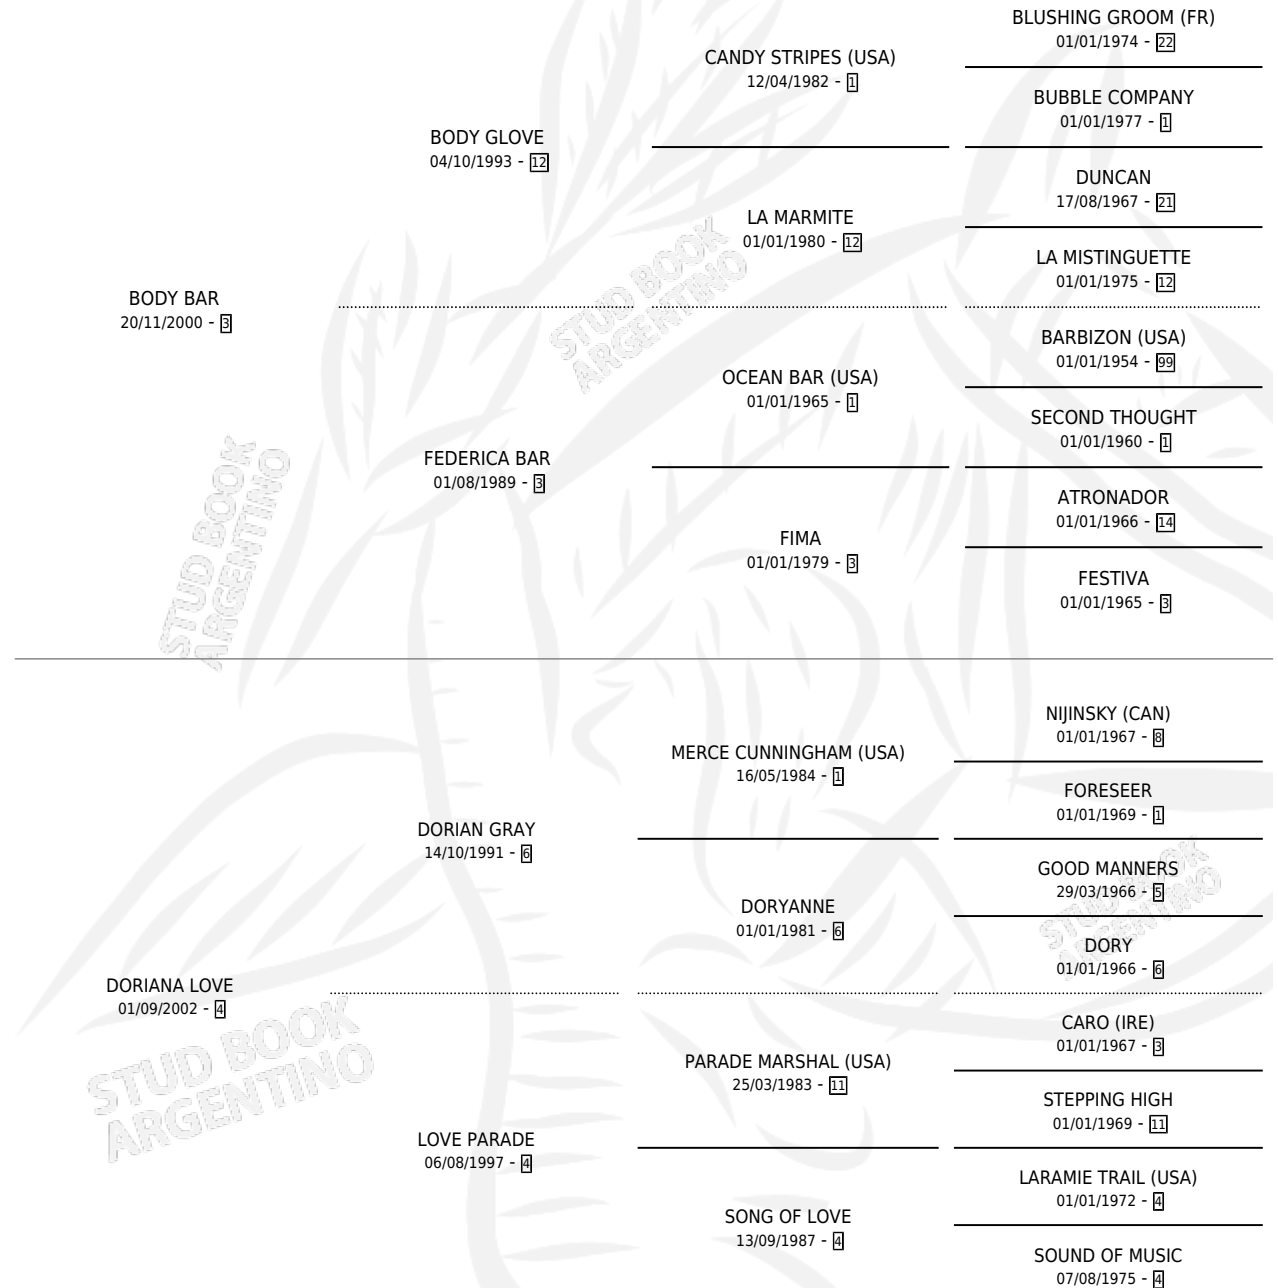 BLUSHING GROOM (FR)
01/01/1974 - 22
CANDY STRIPES (USA)
12/04/1982 - 1
BUBBLE COMPANY
01/01/1977 - 1
BODY GLOVE
04/10/1993 - 12
DUNCAN
17/08/1967 - 21
LA MARMITE
01/01/1980 - 12
LA MISTINGUETTE
01/01/1975 - 12
BODY BAR
20/11/2000 - 3
BARBIZON (USA)
01/01/1954 - 99
OCEAN BAR (USA)
01/01/1965 - 1
SECOND THOUGHT
01/01/1960 - 1
FEDERICA BAR
01/08/1989 - 3
ATRONADOR
01/01/1966 - 14
FIMA
01/01/1979 - 3
FESTIVA
01/01/1965 - 3
STUD BOOK
ARGENTINO
STUD BOOK
ARGENTINO
NIJINSKY (CAN)
01/01/1967 - 8
MERCE CUNNINGHAM (USA)
16/05/1984 - 1
FORESEER
01/01/1969 - 1
DORIAN GRAY
14/10/1991 - 6
GOOD MANNERS
29/03/1966 - 5
DORYANNE
01/01/1981 - 6
DORY
01/01/1966 - 6
DORIANA LOVE
01/09/2002 - 4
CARO (IRE)
01/01/1967 - 3
PARADE MARSHAL (USA)
25/03/1983 - 11
STEPPING HIGH
01/01/1969 - 11
LOVE PARADE
06/08/1997 - 4
LARAMIE TRAIL (USA)
01/01/1972 - 4
SONG OF LOVE
13/09/1987 - 4
SOUND OF MUSIC
07/08/1975 - 4
STUD BOOK
ARGENTINO
STUD BOOK
ARGENTINO